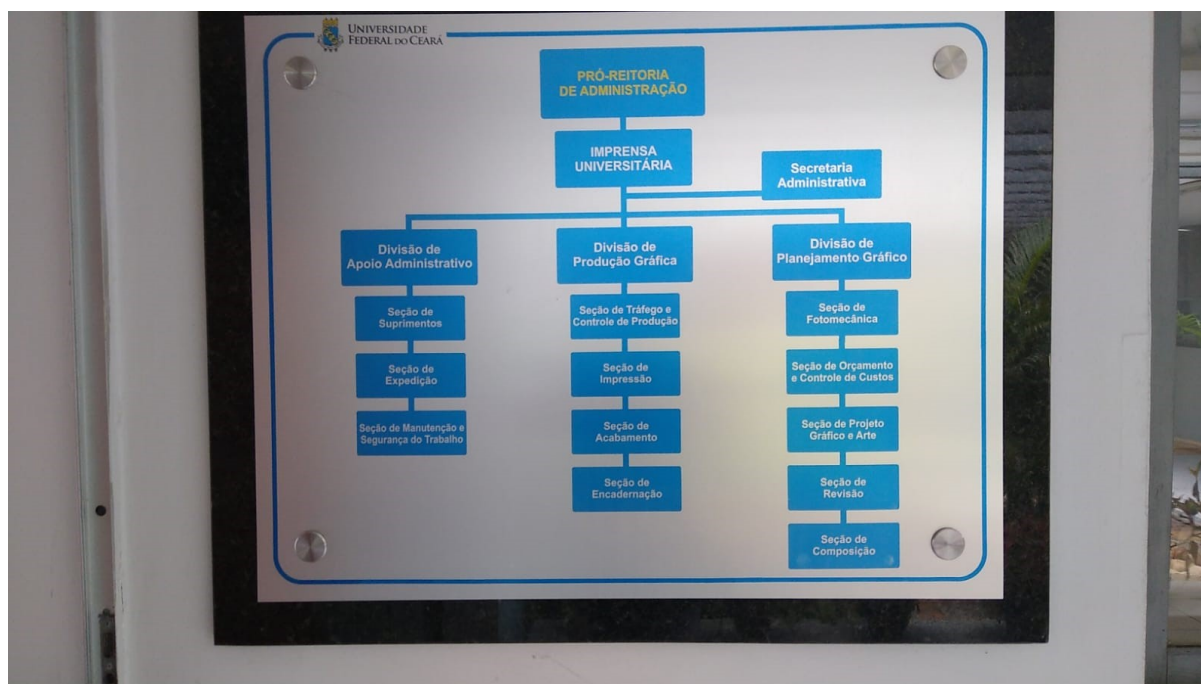 UNIVERSIDADE
FEDERAL DO CEARÁ
PRÓ-REITORIA
DE ADMINISTRAÇÃO
IMPRENSA
UNIVERSITÁRIA
Secretaria
Administrativa
Divisão de
Apoio Administrativo
Seção de
Suprimentos
Seção de
Expedição
Seção de Manutenção e
Segurança do Trabalho
Divisão de
Produção Gráfica
Seção de Tráfego e
Controle de Produção
Seção de
Impressão
Seção de
Acabamento
Seção de
Encadernação
Divisão de
Planejamento Gráfico
Seção de
Fotomecânica
Seção de Orçamento
e Controle de Custos
Seção de Projeto
Gráfico e Arte
Seção de
Revisão
Seção de
Composição